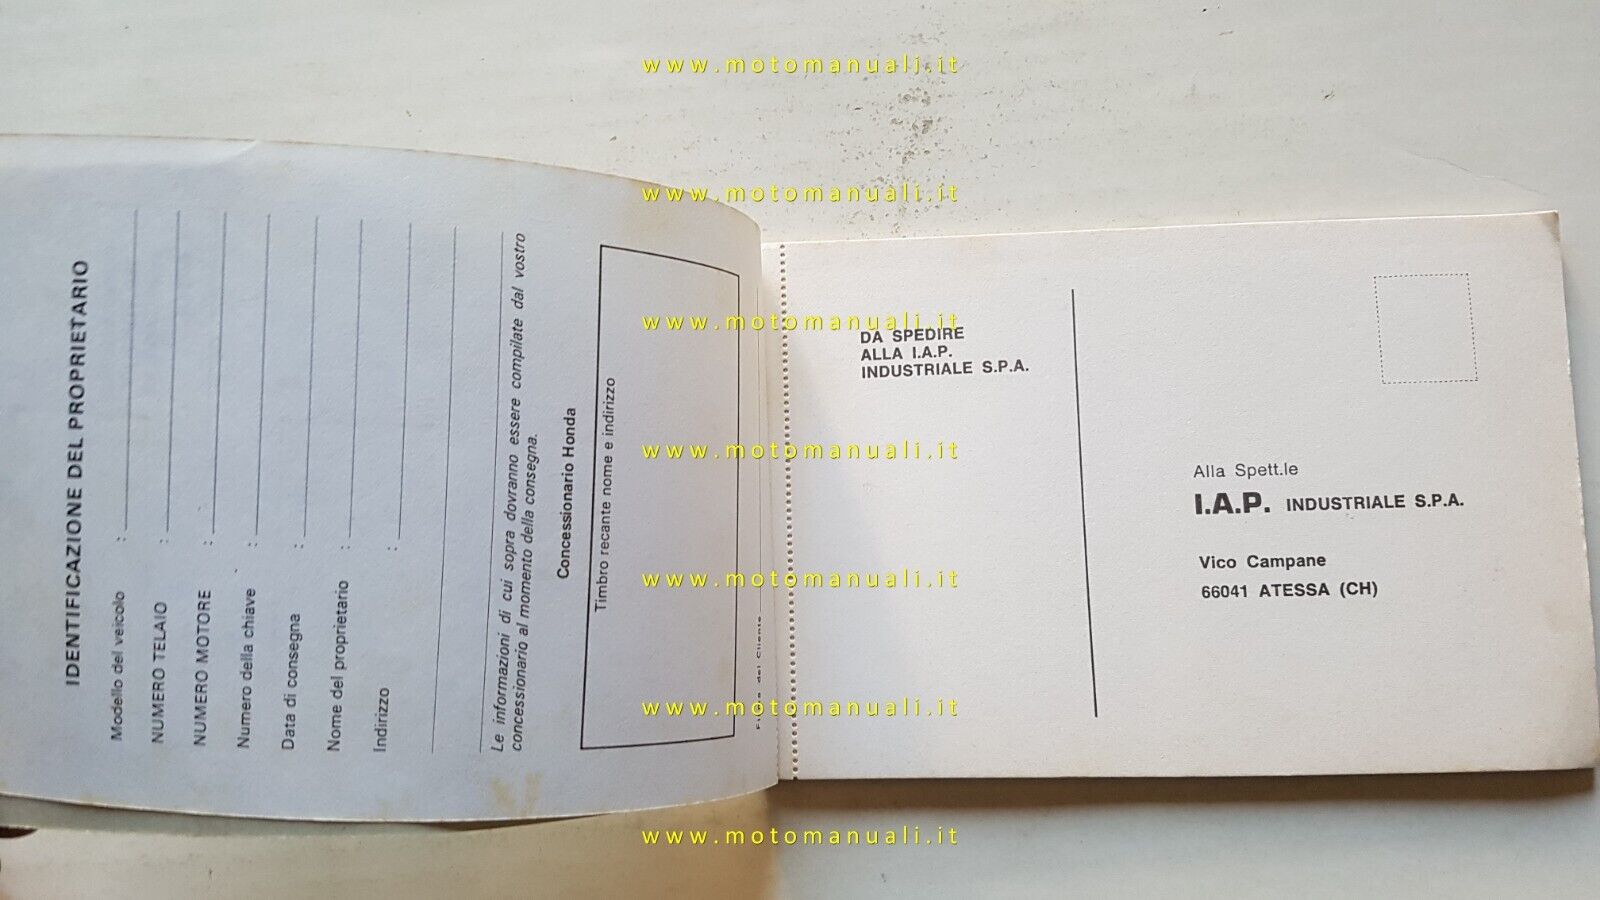 www.motomanuali.it
www.motomanuali.it
www.motomanuali.it
www.motomanuali.it
www.motomanuali.it
www.motomanuali.it
www.motomanuali.it
IDENTIFICAZIONE DEL PROPRIETARIO
Modello del veicolo :
NUMERO TELAIO :
NUMERO MOTORE :
Numero della chiave :
Data di consegna :
Nome del proprietario :
Indirizzo :
Le informazioni di cui sopra dovranno essere compilate dal vostro
concessionario al momento della consegna.
Concessionario Honda
Timbro recante nome e indirizzo
del Cliente
DA SPEDIRE
ALLA I.A.P.
INDUSTRIALE S.P.A.
Alla Spett.le
I.A.P. INDUSTRIALE S.P.A.
Vico Campane
66041 ATESSA (CH)